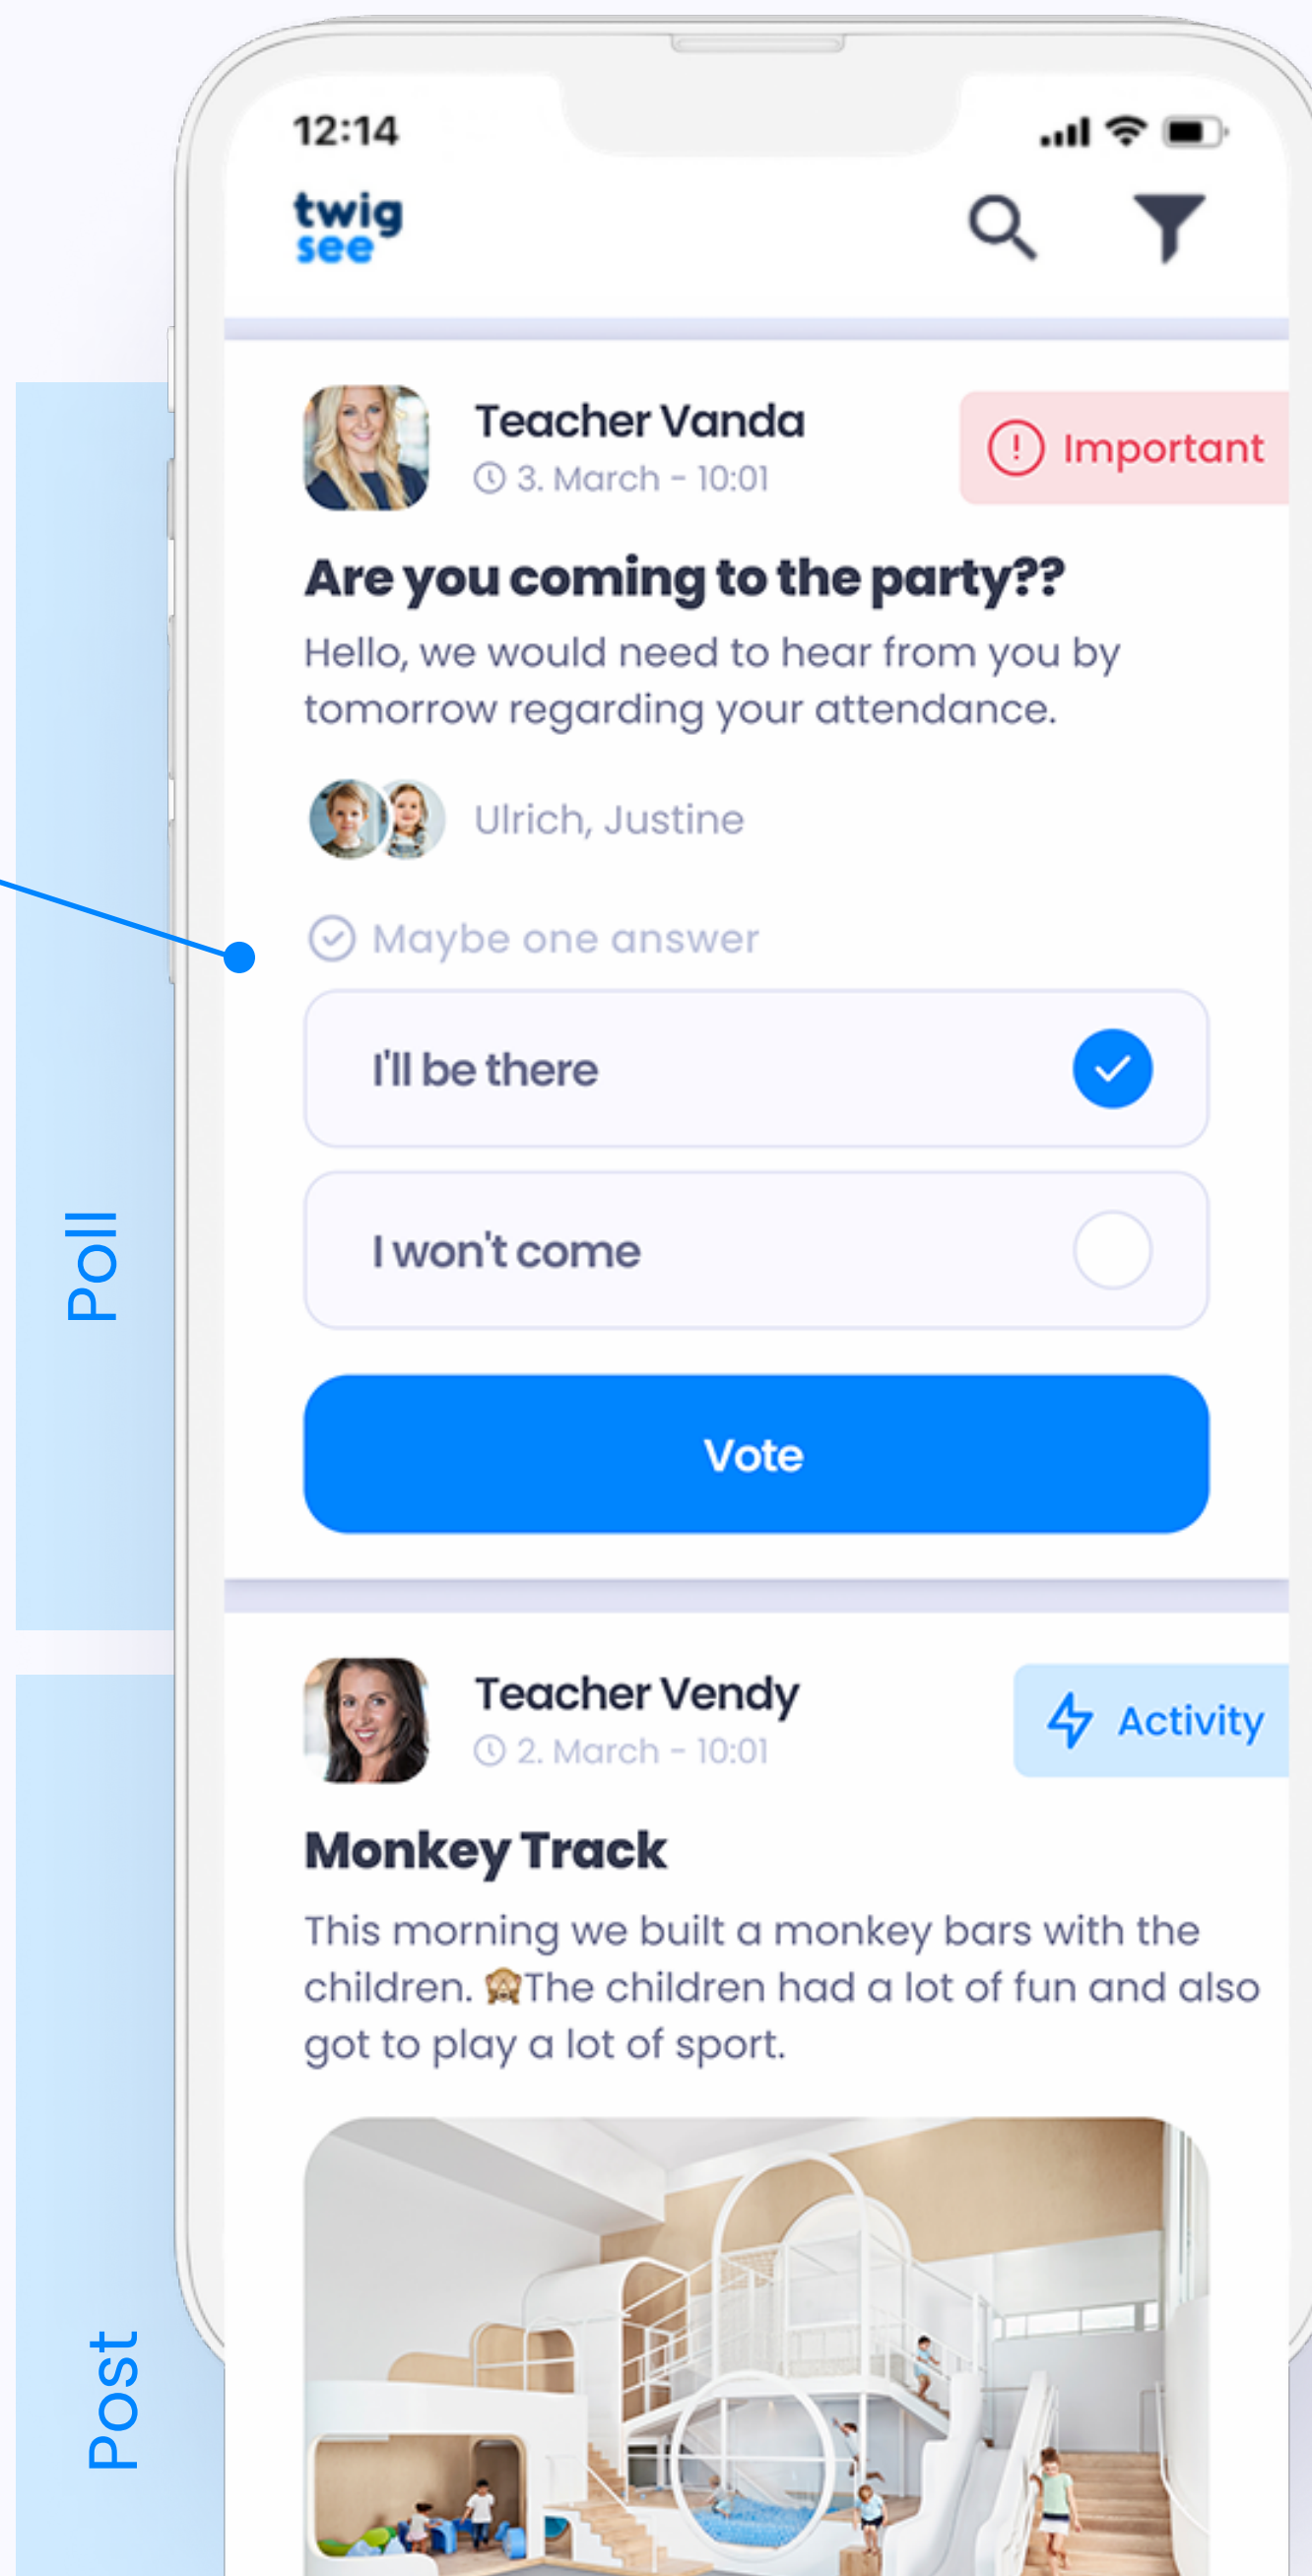 12:14
twig
see
Teacher Vanda
3. March - 10:01
Important
Are you coming to the party??
Hello, we would need to hear from you by
tomorrow regarding your attendance.
Ulrich, Justine
Maybe one answer
I'll be there
I won't come
Vote
Poll
Teacher Vendy
2. March - 10:01
Activity
Monkey Track
This morning we built a monkey bars with the
children. 🙈The children had a lot of fun and also
got to play a lot of sport.
Post